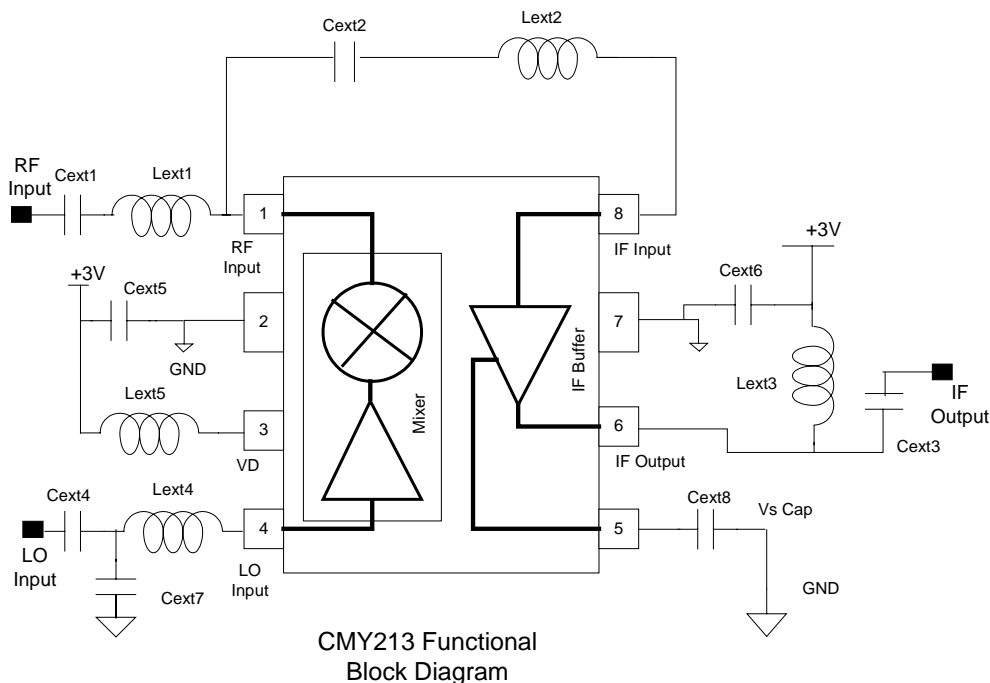 Cext2
Lext2
RF
Input
Cext1
Lext1
1
8
RF
Input
IF Input
+3V
+3V
Cext5
Cext6
2
7
GND
IF Buffer
Lext3
Lext5
Mixer
IF
Output
3
6
VD
IF Output
Cext3
Cext4
Lext4
Cext8
Vs Cap
4
5
LO
Input
LO
Input
Cext7
GND
CMY213 Functional
Block Diagram